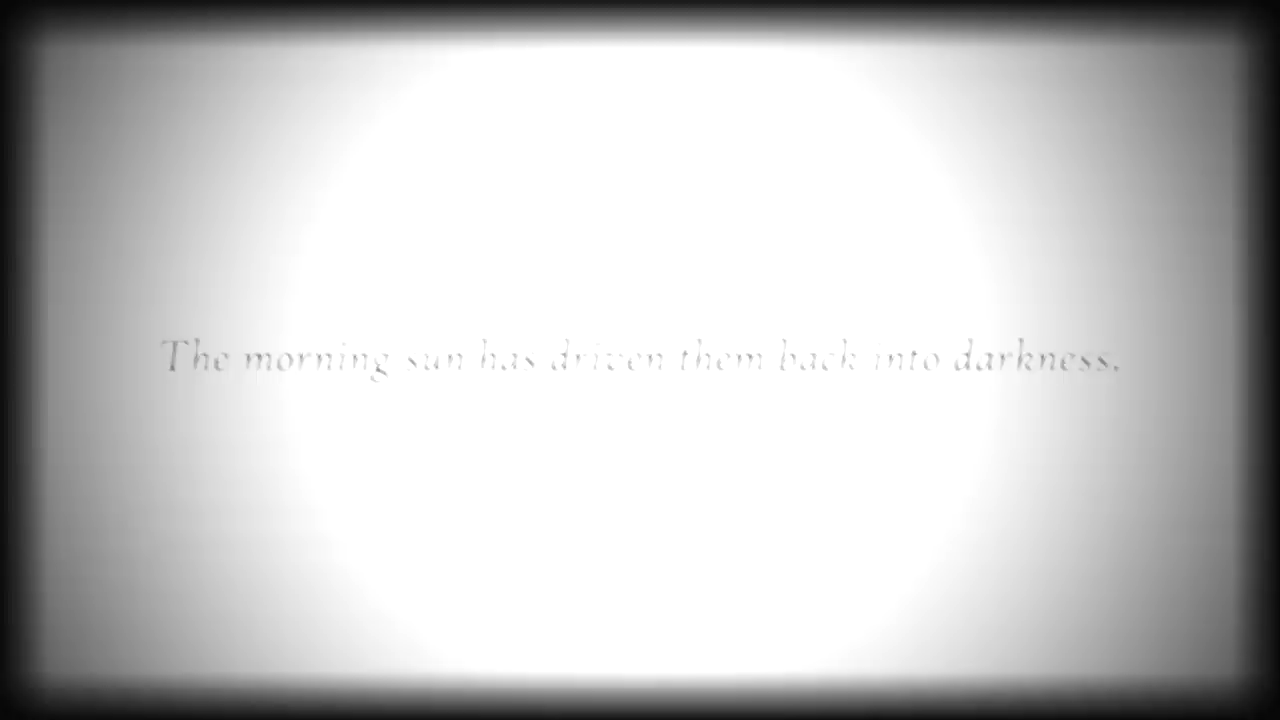 The morning sun has driven them back into darkness.